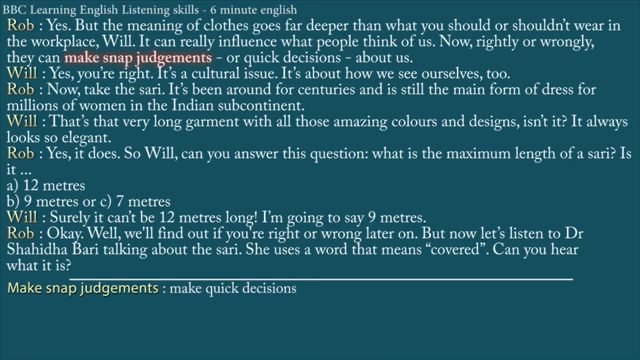 BBC Learning English Listening skills - 6 minute english
Rob : Yes. But the meaning of clothes goes far deeper than what you should or shouldn't wear in
the workplace, Will. It can really influence what people think of us. Now, rightly or wrongly,
they can make snap judgements - or quick decisions - about us.
Will : Yes, you're right. It's a cultural issue. It's about how we see ourselves, too.
Rob : Now, take the sari. It's been around for centuries and is still the main form of dress for
millions of women in the Indian subcontinent.
Will : That's that very long garment with all those amazing colours and designs, isn't it? It always
looks so elegant.
Rob : Yes, it does. So Will, can you answer this question: what is the maximum length of a sari? Is
it ...
a) 12 metres
b) 9 metres or c) 7 metres
Will : Surely it can't be 12 metres long! I'm going to say 9 metres.
Rob : Okay. Well, we'll find out if you're right or wrong later on. But now let's listen to Dr
Shahidha Bari talking about the sari. She uses a word that means “covered”. Can you hear
what it is?
Make snap judgements : make quick decisions